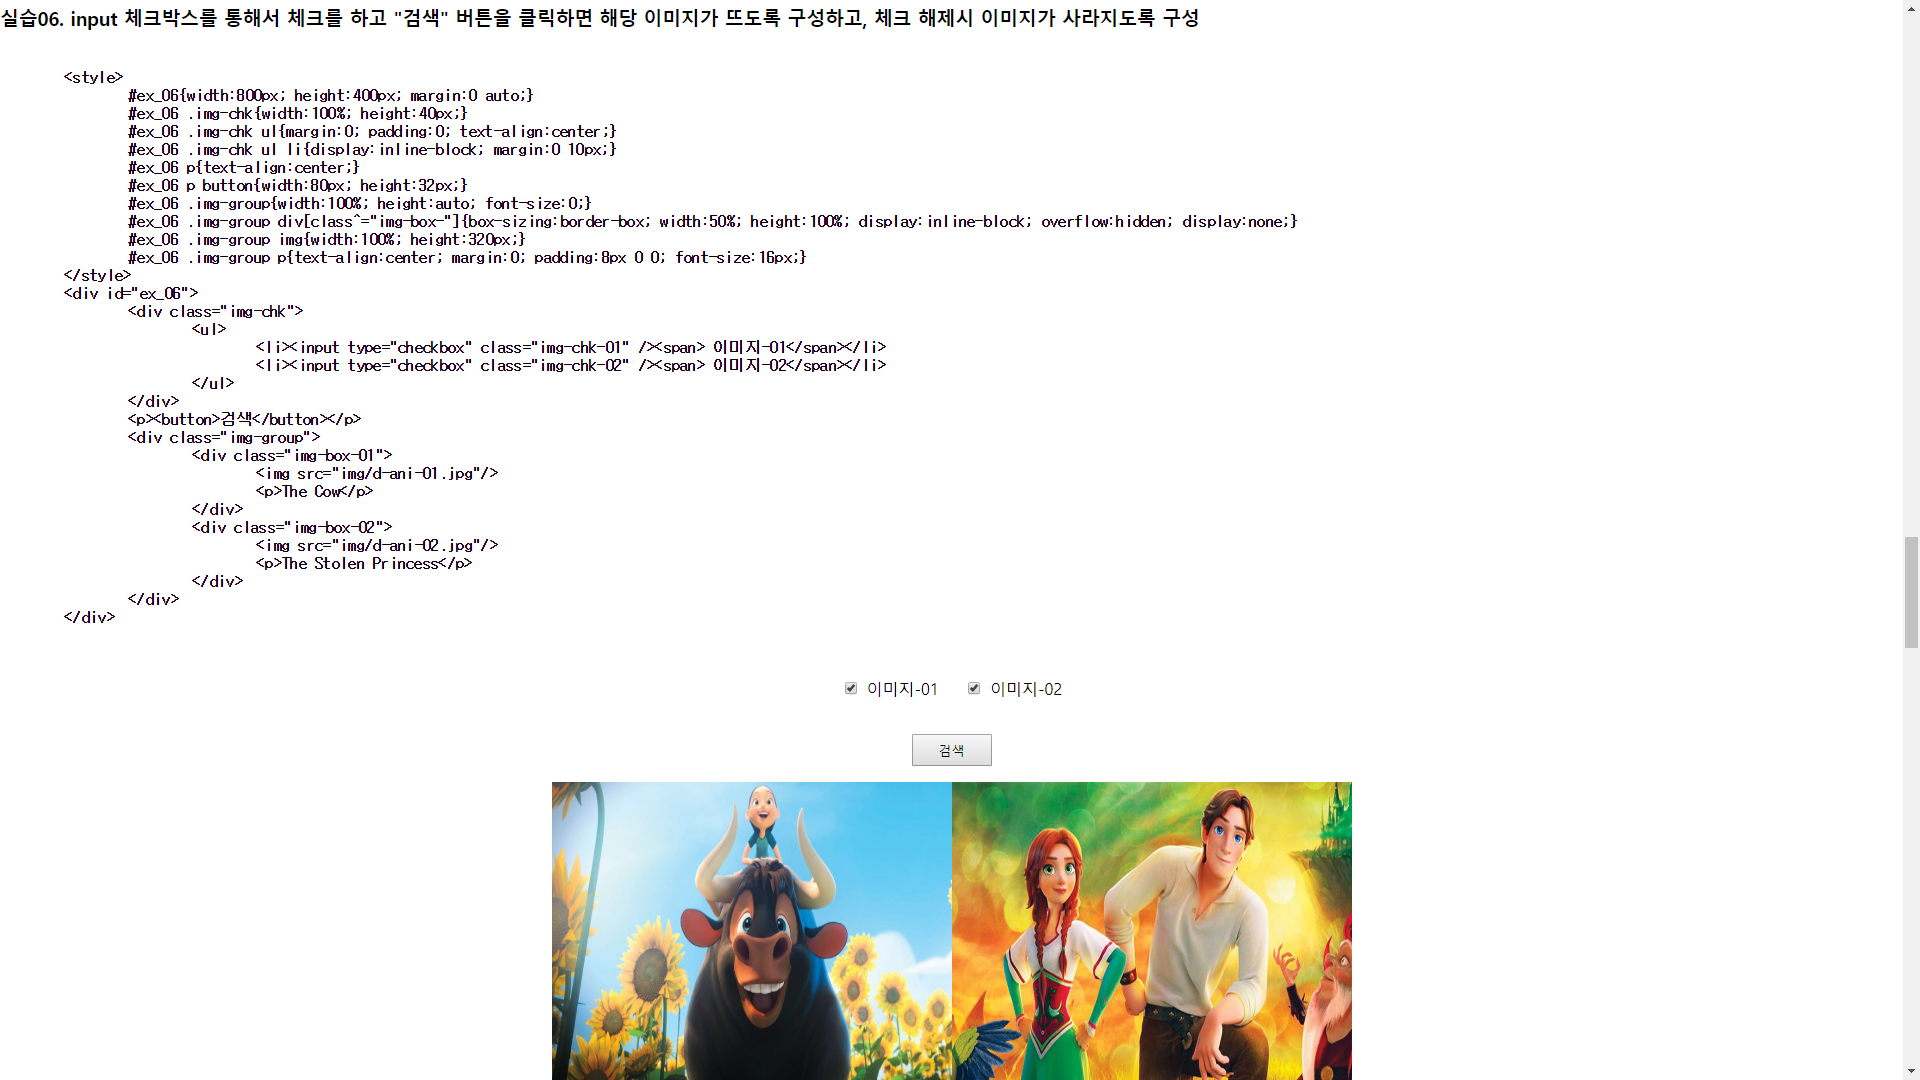 실습06. input 체크박스를 통해서 체크를 하고 "검색" 버튼을 클릭하면 해당 이미지가 뜨도록 구성하고, 체크 해제시 이미지가 사라지도록 구성
<style>
#ex_06{width:800px; height:400px; margin:0 auto;}
#ex_06 .img-chk{width:100%; height:40px;}
#ex_06 .img-chk ul{margin:0; padding:0; text-align:center;}
#ex_06 .img-chk ul li{display:inline-block; margin:0 10px;}
#ex_06 p{text-align:center;}
#ex_06 p button{width:80px; height:32px;}
#ex_06 .img-group{width:100%; height:auto; font-size:0;}
#ex_06 .img-group div[class^="img-box-"]{box-sizing:border-box; width:50%; height:100%; display:inline-block; overflow:hidden; display:none;}
#ex_06 .img-group img{width:100%; height:320px;}
#ex_06 .img-group p{text-align:center; margin:0; padding:8px 0 0; font-size:16px;}
</style>
<div id="ex_06">
<div class="img-chk">
<ul>
<li><input type="checkbox" class="img-chk-01" /><span> 이미지-01</span></li>
<li><input type="checkbox" class="img-chk-02" /><span> 이미지-02</span></li>
</ul>
</div>
<p><button>검색</button></p>
<div class="img-group">
<div class="img-box-01">
<img src="img/d-ani-01.jpg"/>
<p>The Cow</p>
</div>
<div class="img-box-02">
<img src="img/d-ani-02.jpg"/>
<p>The Stolen Princess</p>
</div>
</div>
</div>
이미지-01 이미지-02
검색